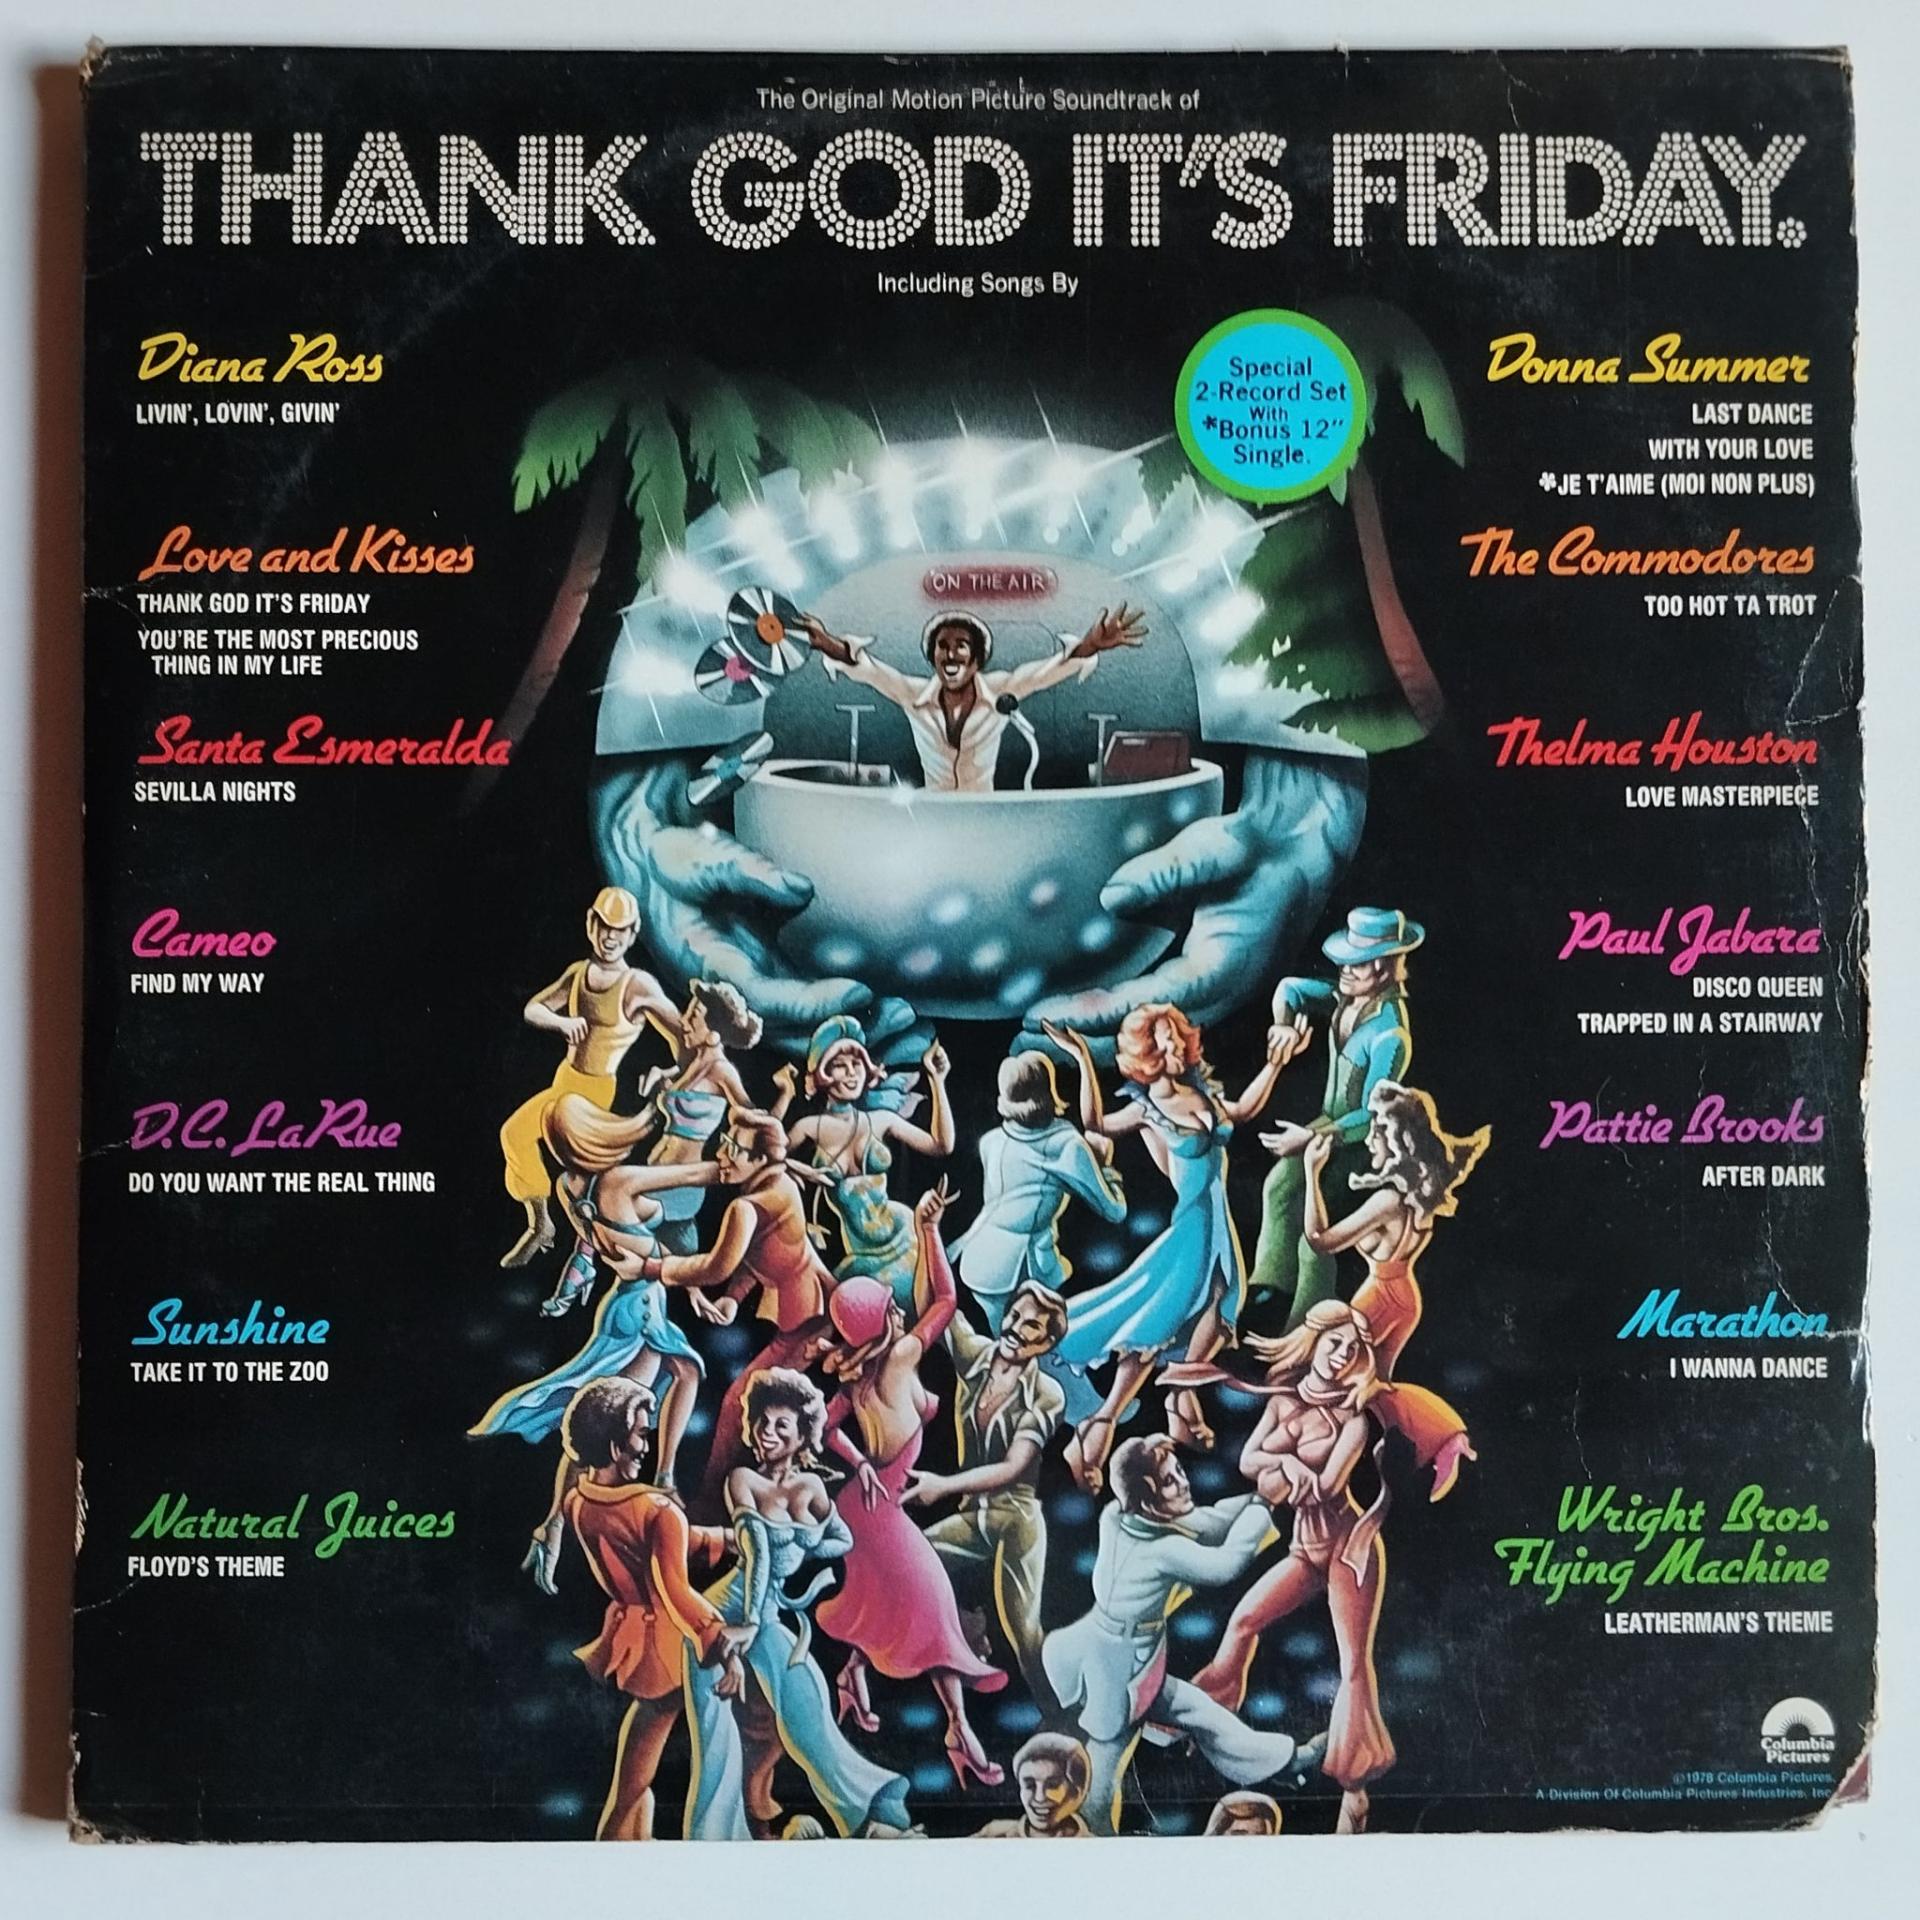 The Original Motion Picture Soundtrack of
THANK GOD IT'S FRIDAY.
Including Songs By
Diana Ross
LIVIN', LOVIN', GIVIN'
Love and Kisses
THANK GOD IT'S FRIDAY
YOU'RE THE MOST PRECIOUS
THING IN MY LIFE
Santa Esmeralda
SEVILLA NIGHTS
Cameo
FIND MY WAY
D.C. LaRue
DO YOU WANT THE REAL THING
Sunshine
TAKE IT TO THE ZOO
Natural Juices
FLOYD'S THEME
Special
2-Record Set
With
*Bonus 12"
Single.
ON THE AIR
Donna Summer
LAST DANCE
WITH YOUR LOVE
*JE T'AIME (MOI NON PLUS)
The Commodores
TOO HOT TA TROT
Thelma Houston
LOVE MASTERPIECE
Paul Jabara
DISCO QUEEN
TRAPPED IN A STAIRWAY
Pattie Brooks
AFTER DARK
Marathon
I WANNA DANCE
Wright Bros.
Flying Machine
LEATHERMAN'S THEME
Columbia
Pictures
©1978 Columbia Pictures,
A Division Of Columbia Pictures Industries, Inc